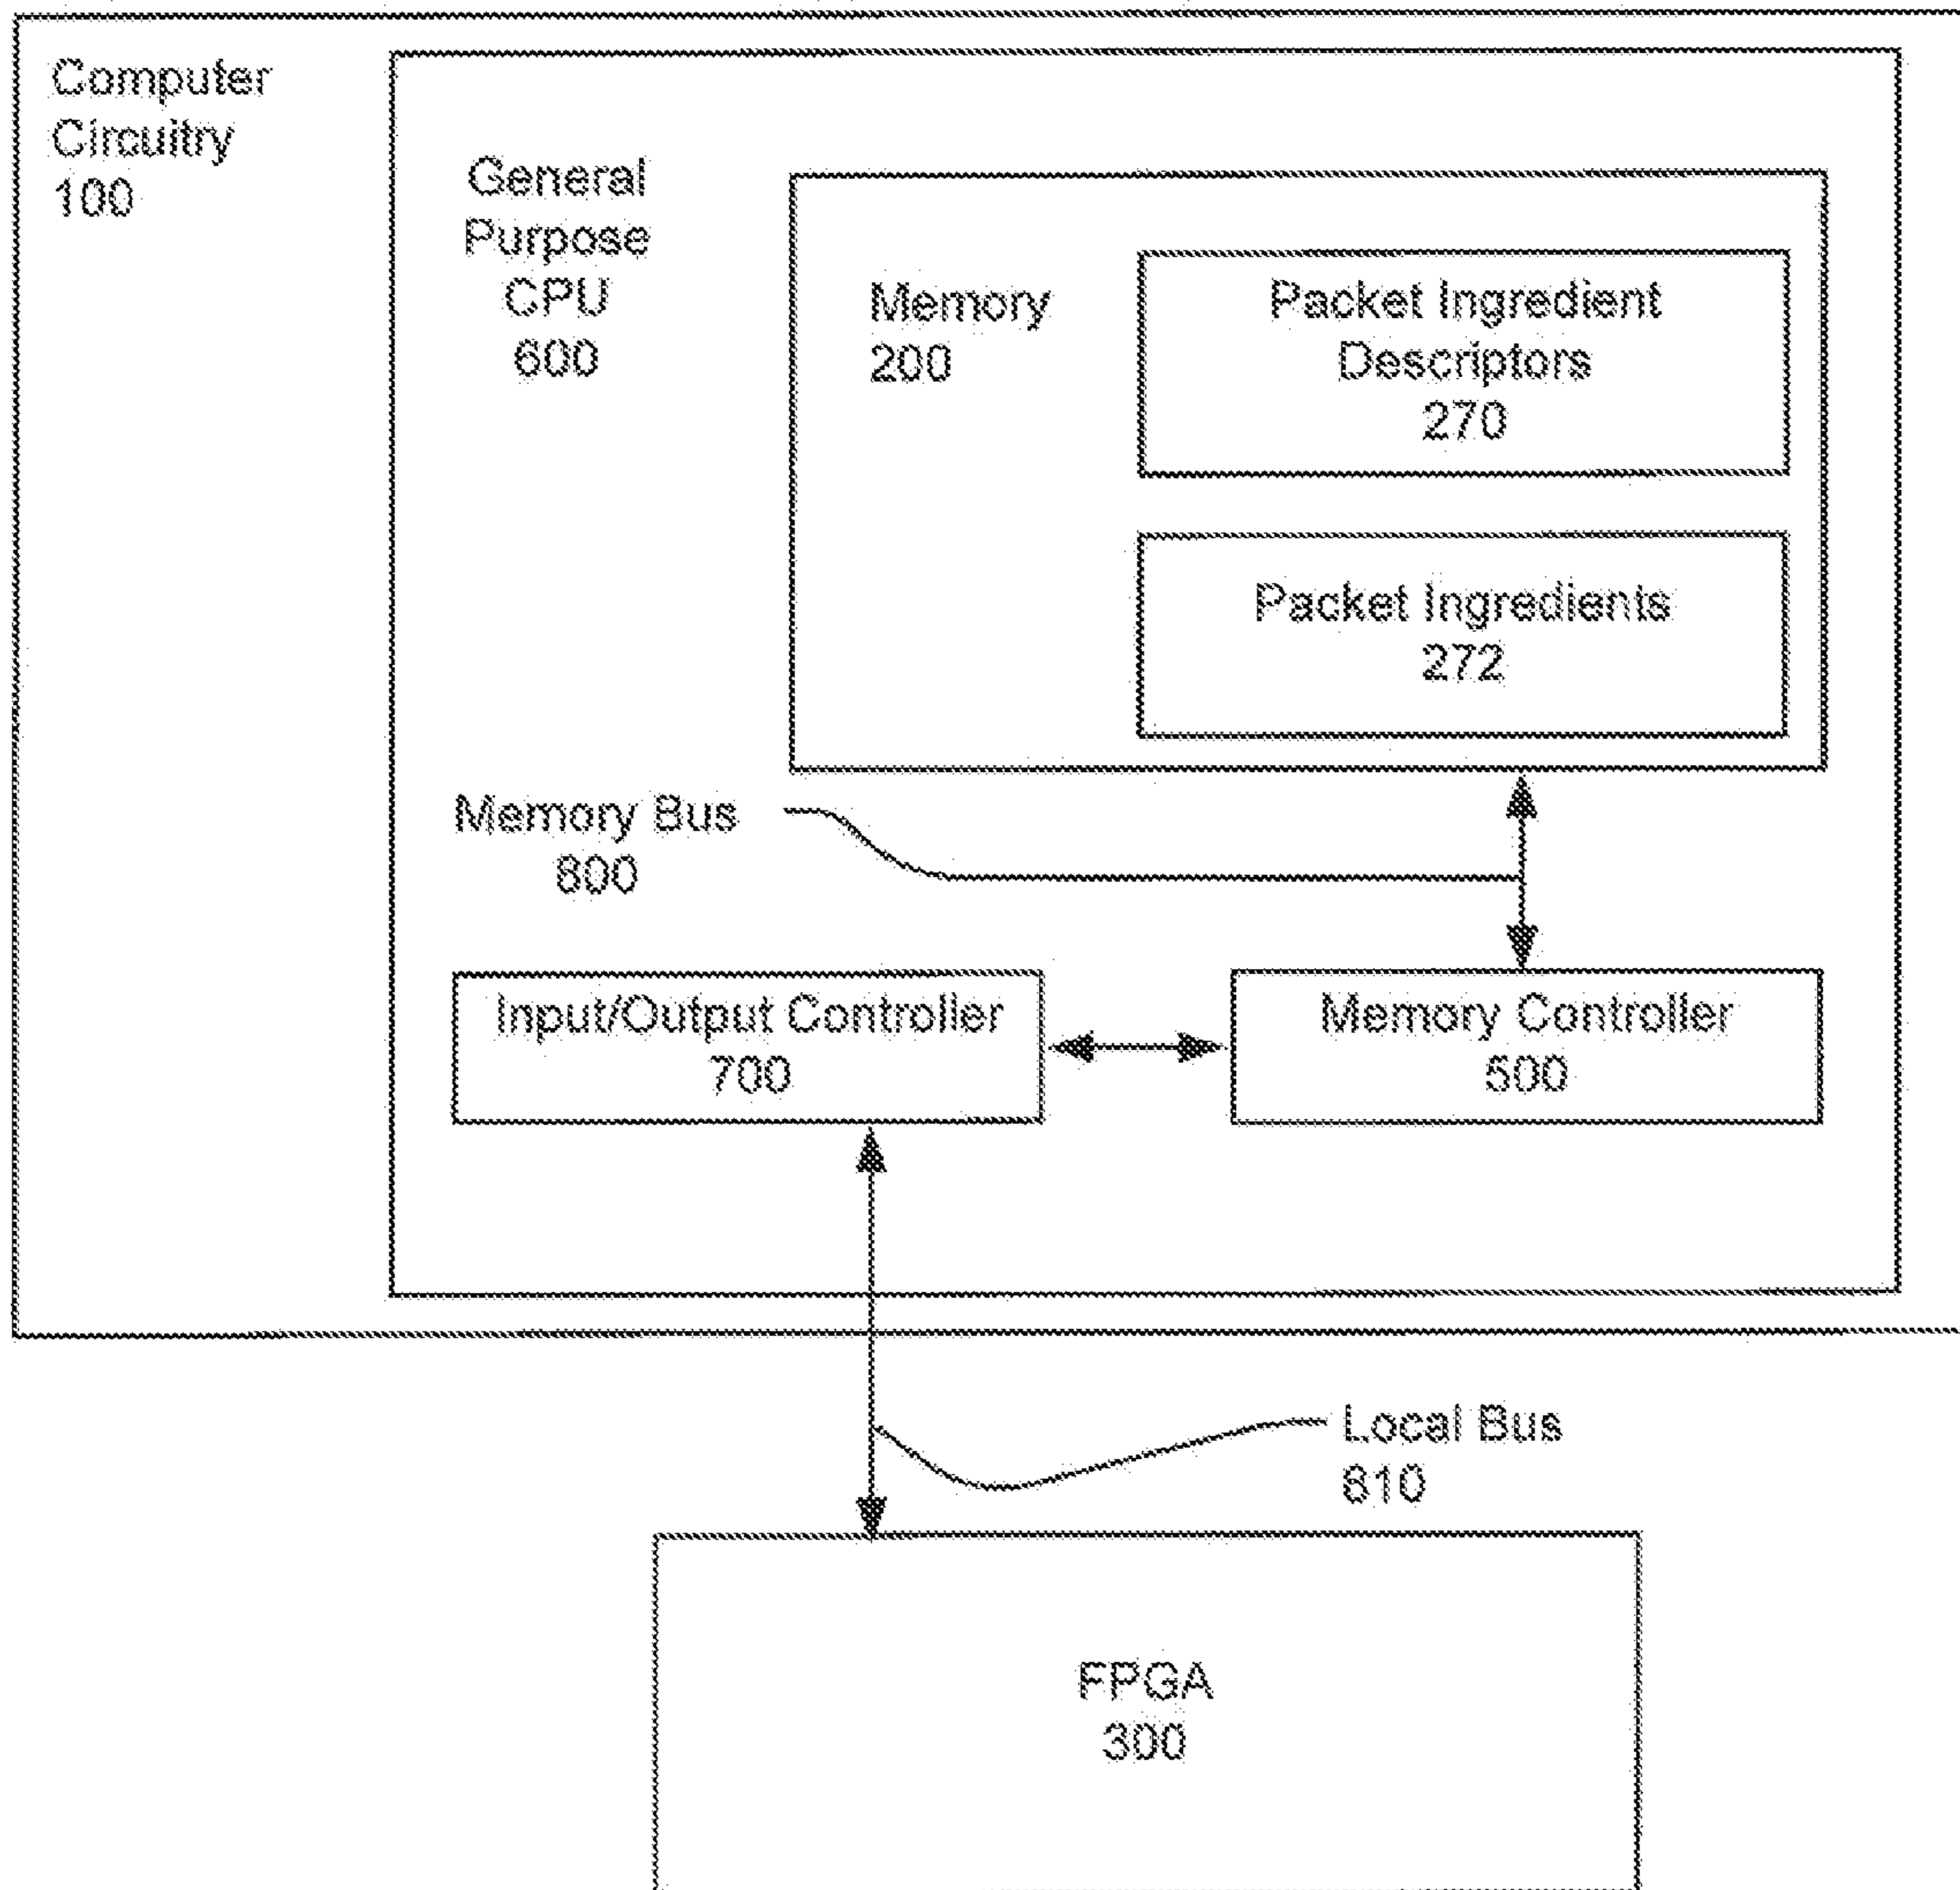 Computer
Circuitry
100
General
Purpose
CPU
600
Memory
200
Packet Ingredient
Descriptors
270
Packet Ingredients
272
Memory Bus
800
Input/Output Controller
700
Memory Controller
500
Local Bus
810
FPGA
300